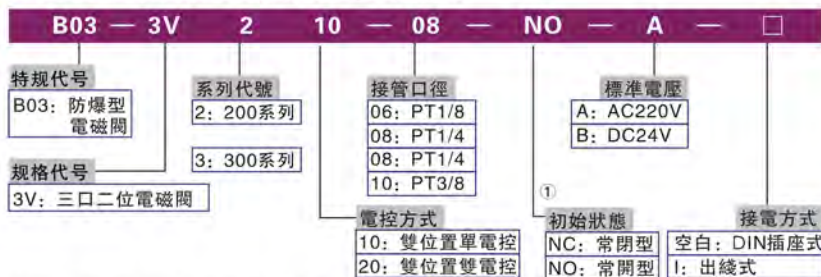 B03 — 3V 2 10 — 08 — NO — A — □
特规代号
B03：防爆型
電磁閥
规格代号
3V：三口二位電磁閥
系列代號
2：200系列
3：300系列
接管口徑
06：PT1/8
08：PT1/4
08：PT1/4
10：PT3/8
電控方式
10：雙位置單電控
20：雙位置雙電控
①
初始狀態
NC：常閉型
NO：常開型
標準電壓
A：AC220V
B：DC24V
接電方式
空白：DIN插座式
I：出綫式